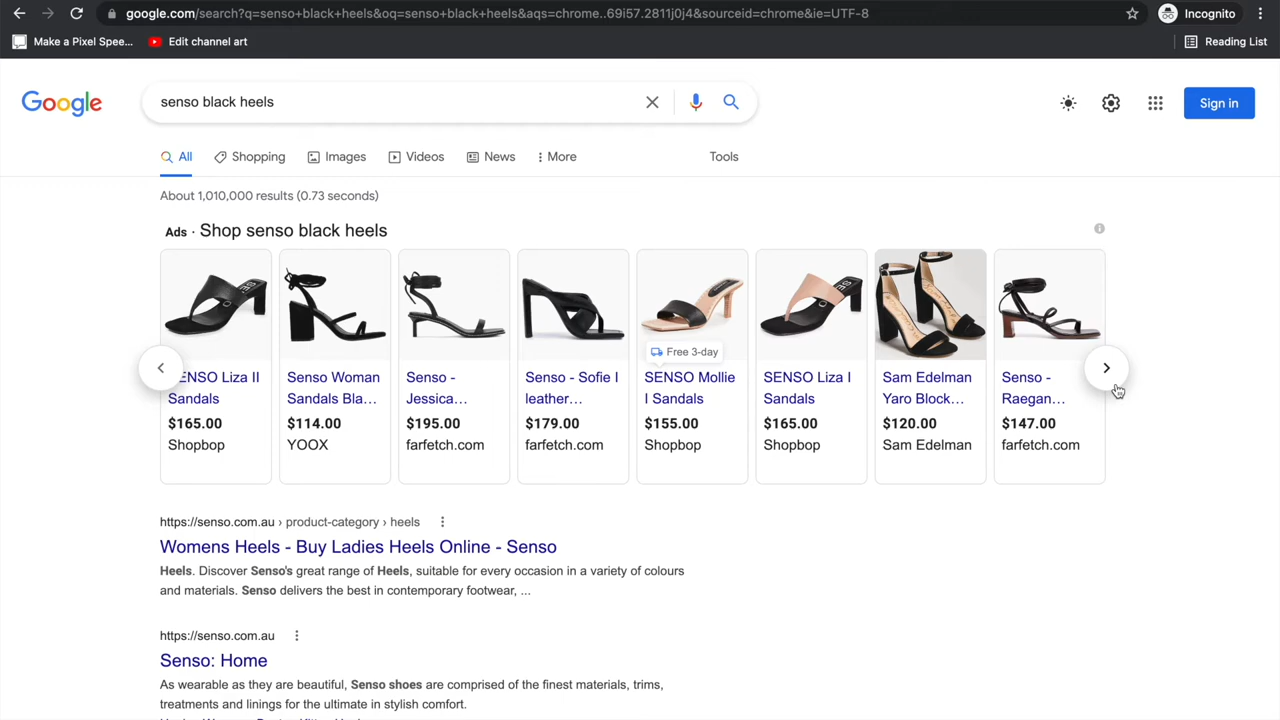 google.com/search?q=senso+black+heels&oq=senso+black+heels&aqs=chrome..69i57.2811j0j4&sourceid=chrome&ie=UTF-8
Incognito
Make a Pixel Spee...
Edit channel art
Reading List
Google
senso black heels
Sign in
All
Shopping
Images
Videos
News
More
Tools
About 1,010,000 results (0.73 seconds)
Ads · Shop senso black heels
ENSO Liza II
Sandals
$165.00
Shopbop
Senso Woman
Sandals Bla...
$114.00
YOOX
Senso -
Jessica...
$195.00
farfetch.com
Senso - Sofie I
leather...
$179.00
farfetch.com
Free 3-day
SENSO Mollie
I Sandals
$155.00
Shopbop
SENSO Liza I
Sandals
$165.00
Shopbop
Sam Edelman
Yaro Block...
$120.00
Sam Edelman
Senso -
Raegan...
$147.00
farfetch.com
https://senso.com.au › product-category › heels
Womens Heels - Buy Ladies Heels Online - Senso
Heels. Discover Senso's great range of Heels, suitable for every occasion in a variety of colours
and materials. Senso delivers the best in contemporary footwear, ...
https://senso.com.au
Senso: Home
As wearable as they are beautiful, Senso shoes are comprised of the finest materials, trims,
treatments and linings for the ultimate in stylish comfort.